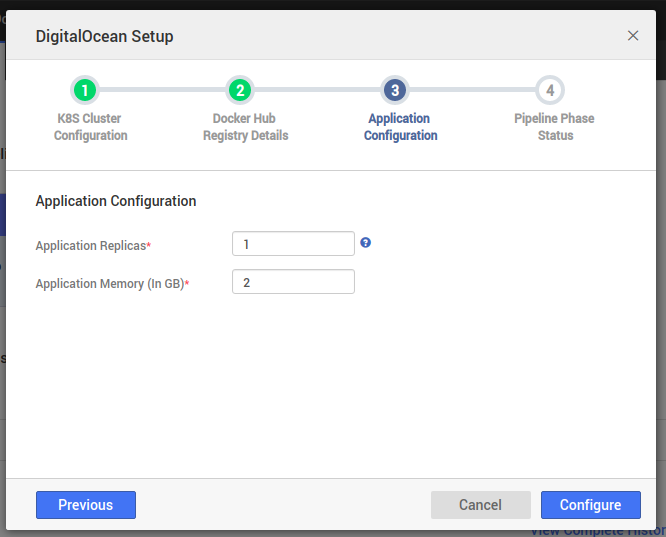 DigitalOcean Setup
1
2
3
4
K8S Cluster
Configuration
Docker Hub
Registry Details
Application
Configuration
Pipeline Phase
Status
Application Configuration
Application Replicas*
1
?
Application Memory (In GB)*
2
Previous
Cancel
Configure
View Complete Histor